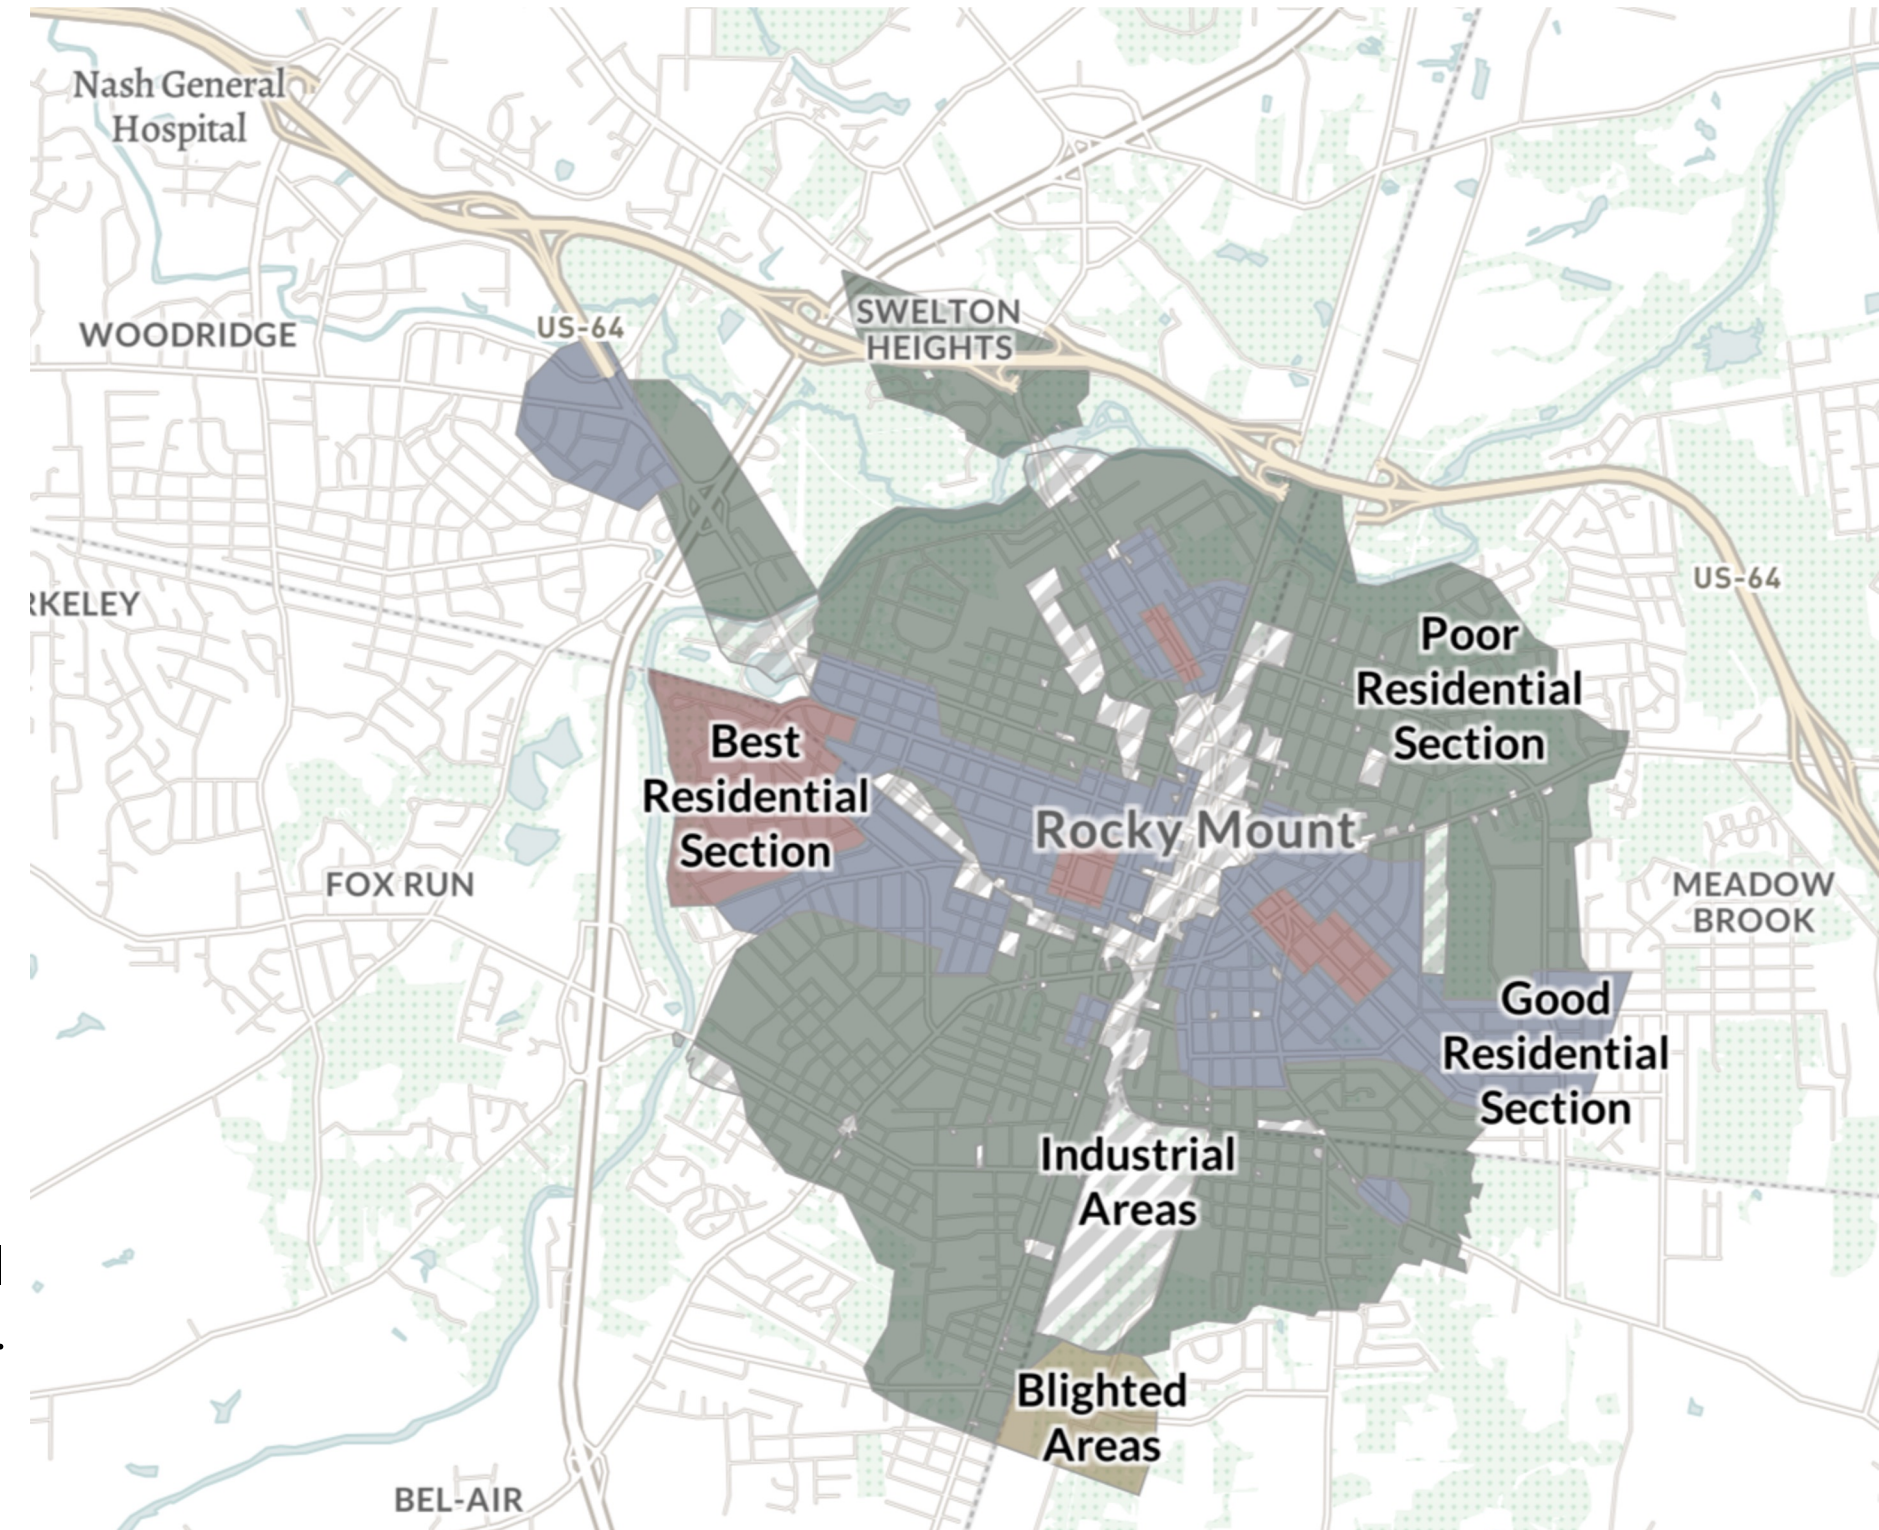 Nash General
Hospital
US-64
WOODRIDGE
SWELTON
HEIGHTS
US-64
RKELEY
Poor
Residential
Section
Best
Residential
Section
Rocky Mount
FOX RUN
MEADOW
BROOK
Good
Residential
Section
Industrial
Areas
Blighted
Areas
BEL-AIR